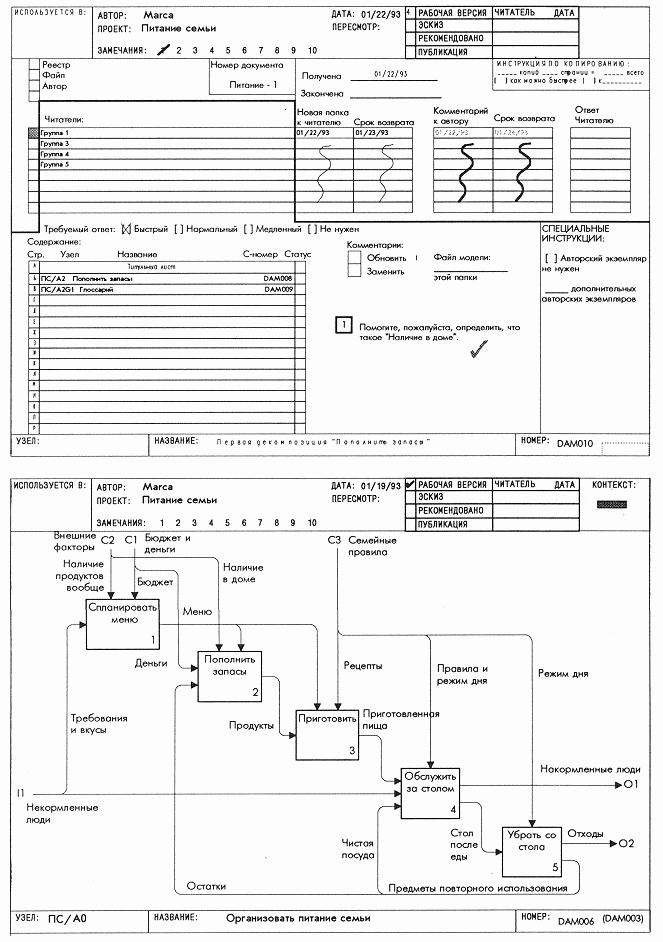 ИСПОЛЬЗУЕТСЯ В:
АВТОР: Marca
ДАТА: 01/22/93
РАБОЧАЯ ВЕРСИЯ
ЧИТАТЕЛЬ ДАТА
ПРОЕКТ: Питание семьи
ПЕРЕСМОТР:
ЭСКИЗ
РЕКОМЕНДОВАНО
ЗАМЕЧАНИЯ: 1 2 3 4 5 6 7 8 9 10
ПУБЛИКАЦИЯ
Реестр
Файл
Автор
Номер документа
Питание - 1
Получена 01/22/93
Закончена
ИНСТРУКЦИЯ ПО КОПИРОВАНИЮ:
копий страниц = всего
[ ] как можно быстрее [ ] к
Читатели:
Новая папка к читателю
Срок возврата
Комментарий к автору
Срок возврата
Ответ Читателю
Группа 1 01/22/93 01/23/93 01/23/93 01/24/93
Группа 3
Группа 4
Группа 5
Требуемый ответ: [X] Быстрый [ ] Нормальный [ ] Медленный [ ] Не нужен
СПЕЦИАЛЬНЫЕ ИНСТРУКЦИИ:
[ ] Авторский экземпляр не нужен
дополнительных авторских экземпляров
Содержание:
Стр. Узел Название С-номер Статус
Титульный лист
ПС/А2 Пополнить запасы DAM008
ПС/А2G1 Глоссарий DAM009
Комментарии:
Обновить
Заменить
Файл модели:
этой папки
1
Помогите, пожалуйста, определить, что
такое "Наличие в доме".
УЗЕЛ:
НАЗВАНИЕ: Первая декомпозиция "Пополнить запасы"
НОМЕР: DAM010
ИСПОЛЬЗУЕТСЯ В:
АВТОР: Marca
ДАТА: 01/19/93
РАБОЧАЯ ВЕРСИЯ
ЧИТАТЕЛЬ ДАТА
КОНТЕКСТ:
ПРОЕКТ: Питание семьи
ПЕРЕСМОТР:
ЭСКИЗ
РЕКОМЕНДОВАНО
ЗАМЕЧАНИЯ: 1 2 3 4 5 6 7 8 9 10
ПУБЛИКАЦИЯ
Внешние факторы
C2
C1
Бюджет и деньги
C3
Семейные правила
Наличие продуктов вообще
Бюджет
Наличие в доме
Спланировать меню
1
Меню
Деньги
Пополнить запасы
2
Рецепты
Правила и режим дня
Режим дня
Требования и вкусы
Продукты
Приготовить
3
Приготовленная пища
Обслужить за столом
4
Накормленные люди
O1
I1
Некормленные люди
Чистая посуда
Стол после еды
Убрать со стола
5
Отходы
O2
Остатки
Предметы повторного использования
УЗЕЛ: ПС/А0
НАЗВАНИЕ: Организовать питание семьи
НОМЕР: DAM006 (DAM003)